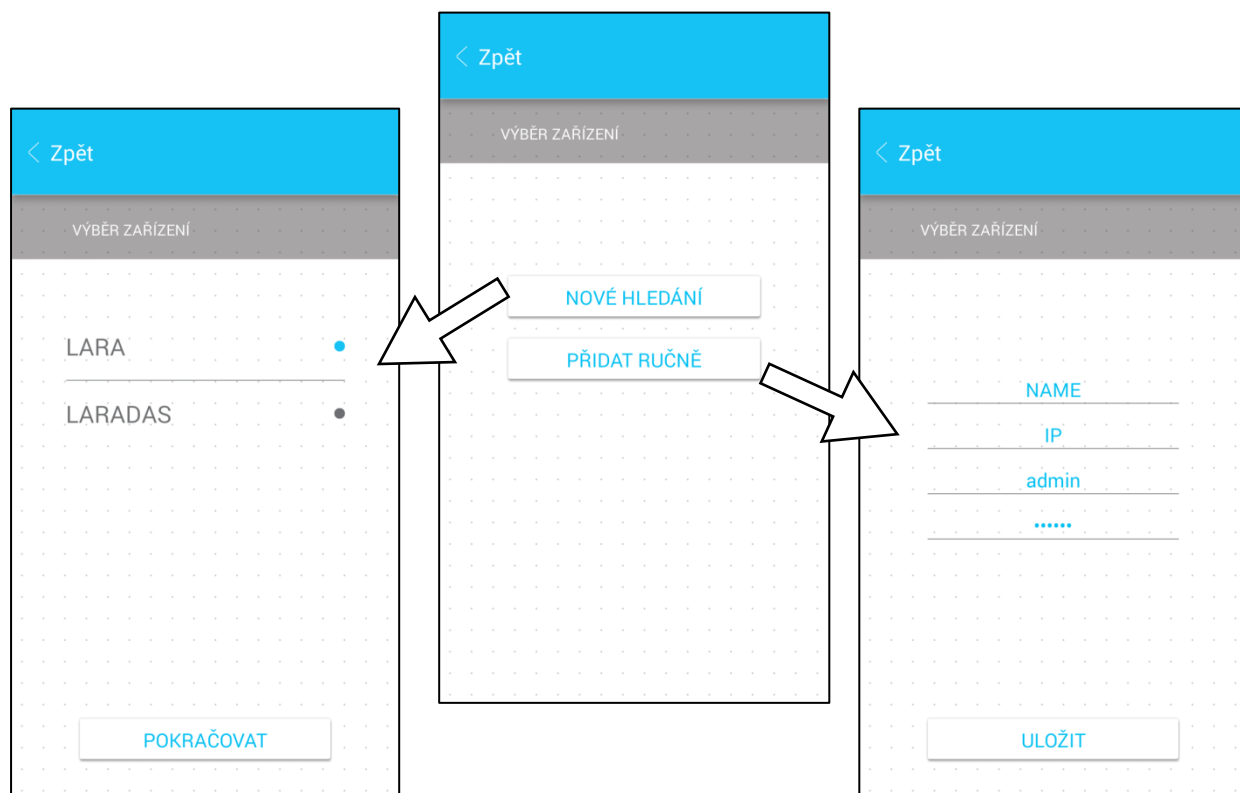 Zpět
VÝBĚR ZAŘÍZENÍ
LARA
LARADAS
POKRAČOVAT
Zpět
VÝBĚR ZAŘÍZENÍ
NOVÉ HLEDÁNÍ
PŘIDAT RUČNĚ
Zpět
VÝBĚR ZAŘÍZENÍ
NAME
IP
admin
••••••
ULOŽIT